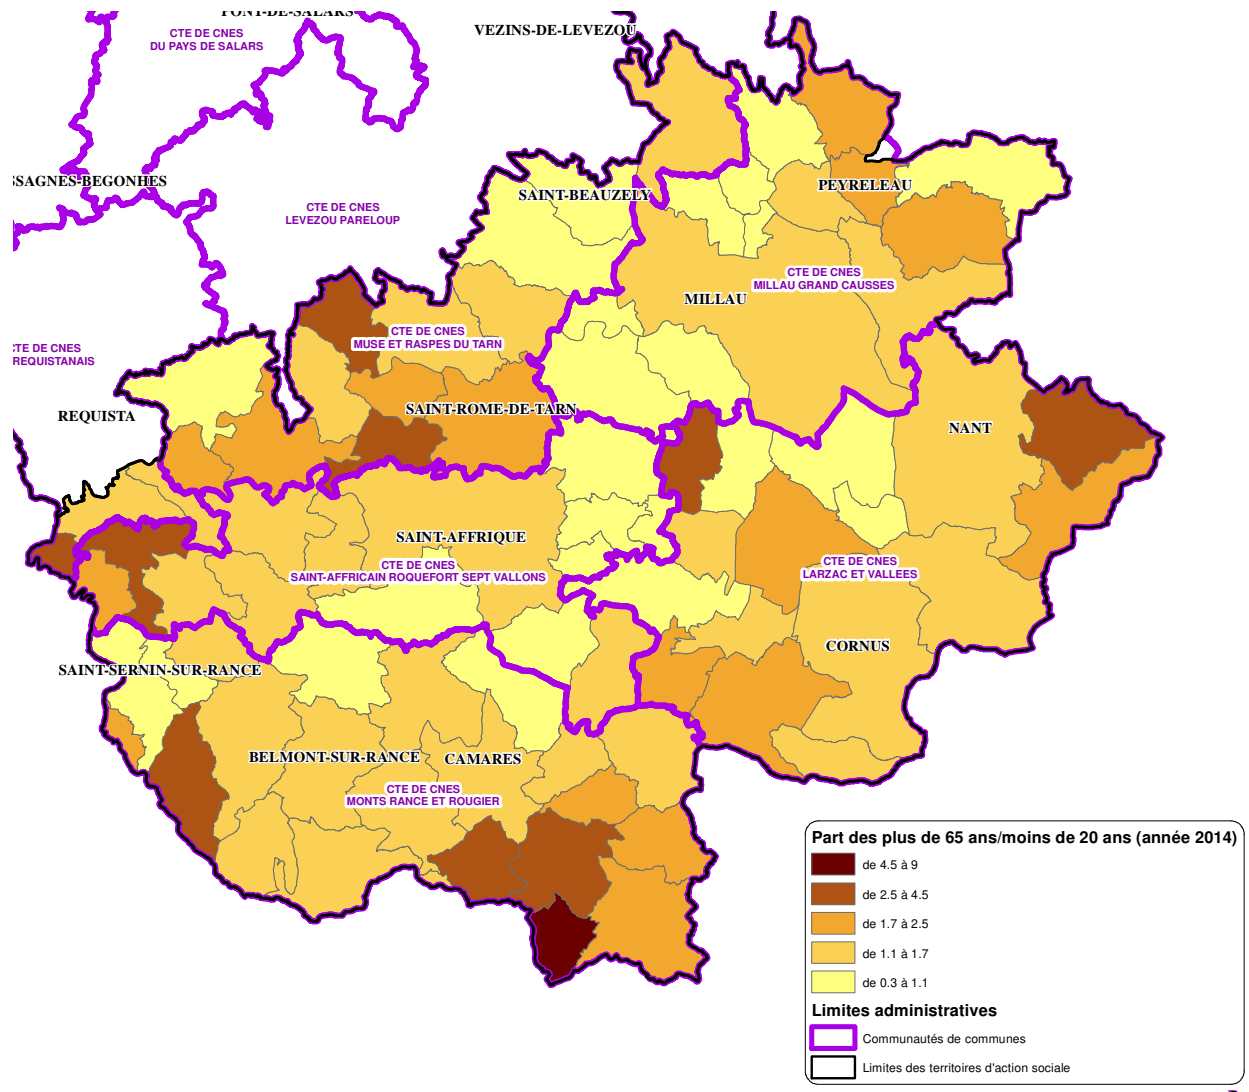 PONT-DE-SALARS
CTE DE CNES
DU PAYS DE SALARS
VEZINS-DE-LEVEZOU
SSAGNES-BEGONHES
CTE DE CNES
LEVEZOU PARELOUP
SAINT-BEAUZELY
PEYRELEAU
CTE DE CNES
MILLAU GRAND CAUSSES
MILLAU
CTE DE CNES
MUSE ET RASPES DU TARN
CTE DE CNES
REQUISTANAIS
REQUISTA
SAINT-ROME-DE-TARN
NANT
SAINT-AFFRIQUE
CTE DE CNES
SAINT-AFFRICAIN ROQUEFORT SEPT VALLONS
CTE DE CNES
LARZAC ET VALLEES
CORNUS
SAINT-SERNIN-SUR-RANCE
BELMONT-SUR-RANCE
CAMARES
CTE DE CNES
MONTS RANCE ET ROUGIER
Part des plus de 65 ans/moins de 20 ans (année 2014)
de 4.5 à 9
de 2.5 à 4.5
de 1.7 à 2.5
de 1.1 à 1.7
de 0.3 à 1.1
Limites administratives
Communautés de communes
Limites des territoires d'action sociale